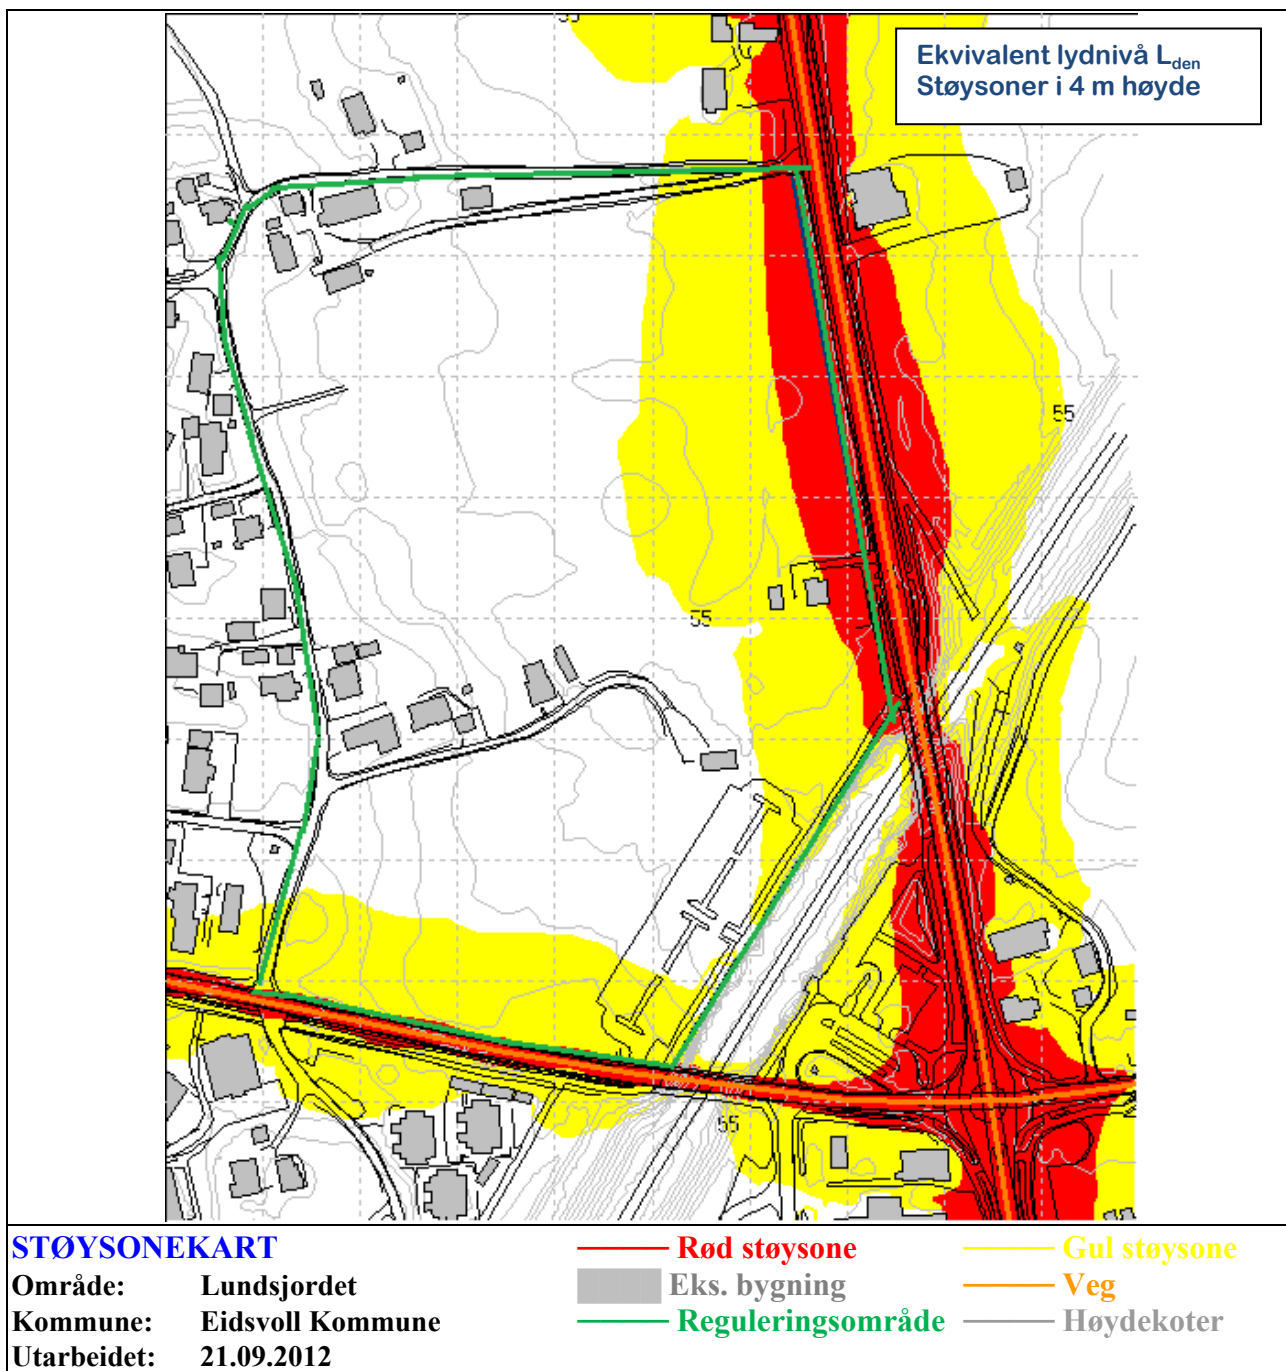 55
Ekvivalent lydnivå Lden
Støysoner i 4 m høyde
55
55
55
STØYSONEKART
Område: Lundsjordet
Kommune: Eidsvoll Kommune
Utarbeidet: 21.09.2012
Rød støysone
Gul støysone
Eks. bygning
Veg
Reguleringsområde
Høydekoter